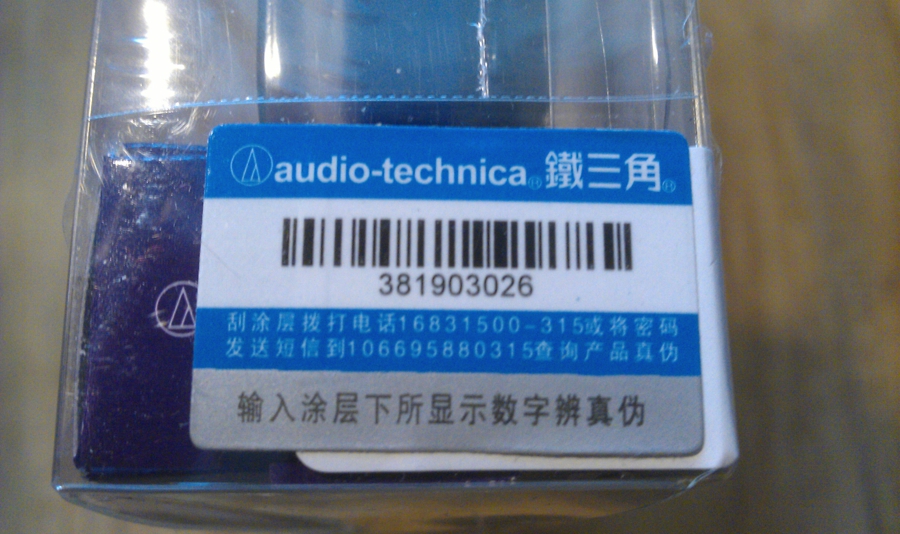 audio-technica® 鐵三角®
381903026
刮涂层拨打电话16831500-315或将密码
发送短信到1066958803​15查询产品真伪
输入涂层下所显示数字辨真伪